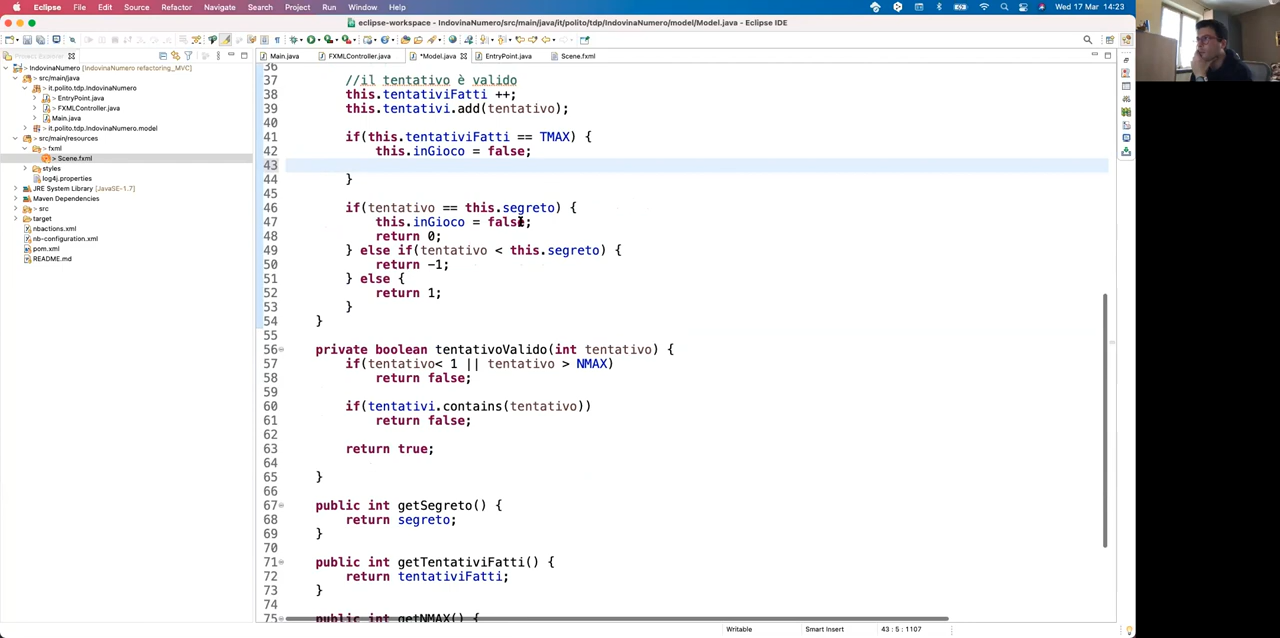 Eclipse File Edit Source Refactor Navigate Search Project Run Window Help Wed 17 Mar 14:23
eclipse-workspace - IndovinaNumero/src/main/java/it/polito/tdp/IndovinaNumero/model/Model.java - Eclipse IDE
Project Explorer
IndovinaNumero [IndovinaNumero refactoring_MVC]
src/main/java
it.polito.tdp.IndovinaNumero
EntryPoint.java
FXMLController.java
Main.java
it.polito.tdp.IndovinaNumero.model
src/main/resources
fxml
Scene.fxml
styles
log4j.properties
JRE System Library [JavaSE-1.7]
Maven Dependencies
src
target
nbactions.xml
nb-configuration.xml
pom.xml
README.md
Main.java FXMLController.java *Model.java EntryPoint.java Scene.fxml
36
37 //il tentativo è valido
38 this.tentativiFatti ++;
39 this.tentativi.add(tentativo);
40
41 if(this.tentativiFatti == TMAX) {
42 this.inGioco = false;
43
44 }
45
46 if(tentativo == this.segreto) {
47 this.inGioco = false;
48 return 0;
49 } else if(tentativo < this.segreto) {
50 return -1;
51 } else {
52 return 1;
53 }
54 }
55
56 private boolean tentativoValido(int tentativo) {
57 if(tentativo< 1 || tentativo > NMAX)
58 return false;
59
60 if(tentativi.contains(tentativo))
61 return false;
62
63 return true;
64
65 }
66
67 public int getSegreto() {
68 return segreto;
69 }
70
71 public int getTentativiFatti() {
72 return tentativiFatti;
73 }
74
75 public int getNMAX() {
Writable Smart Insert 43 : 5 : 1107